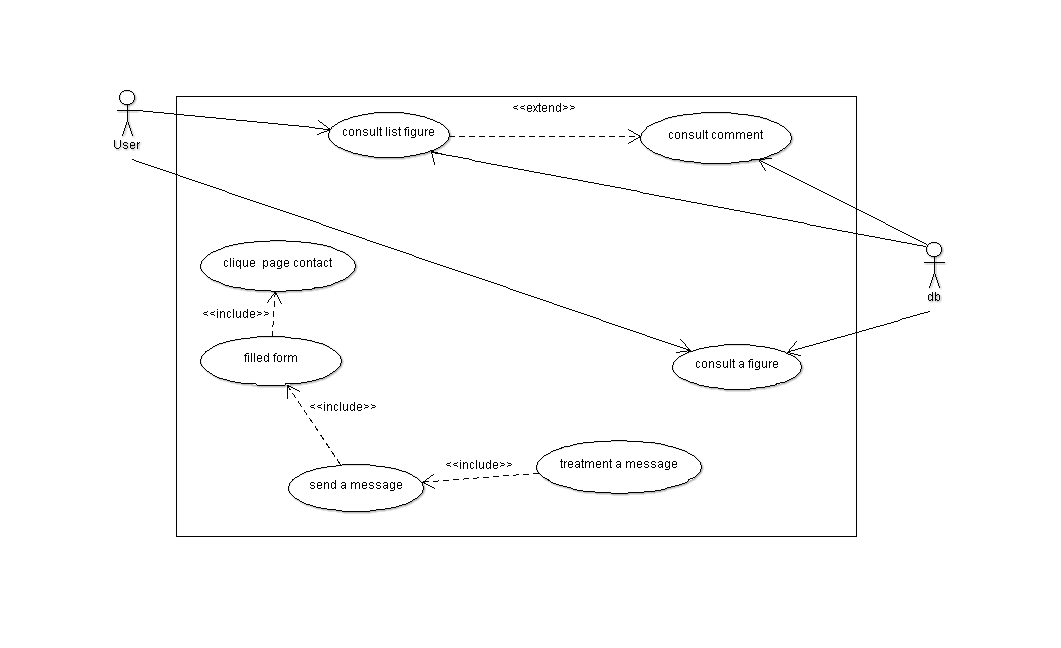 <<extend>>
consult list figure
consult comment
User
clique  page contact
db
<<include>>
filled form
consult a figure
<<include>>
<<include>>
treatment a message
send a message